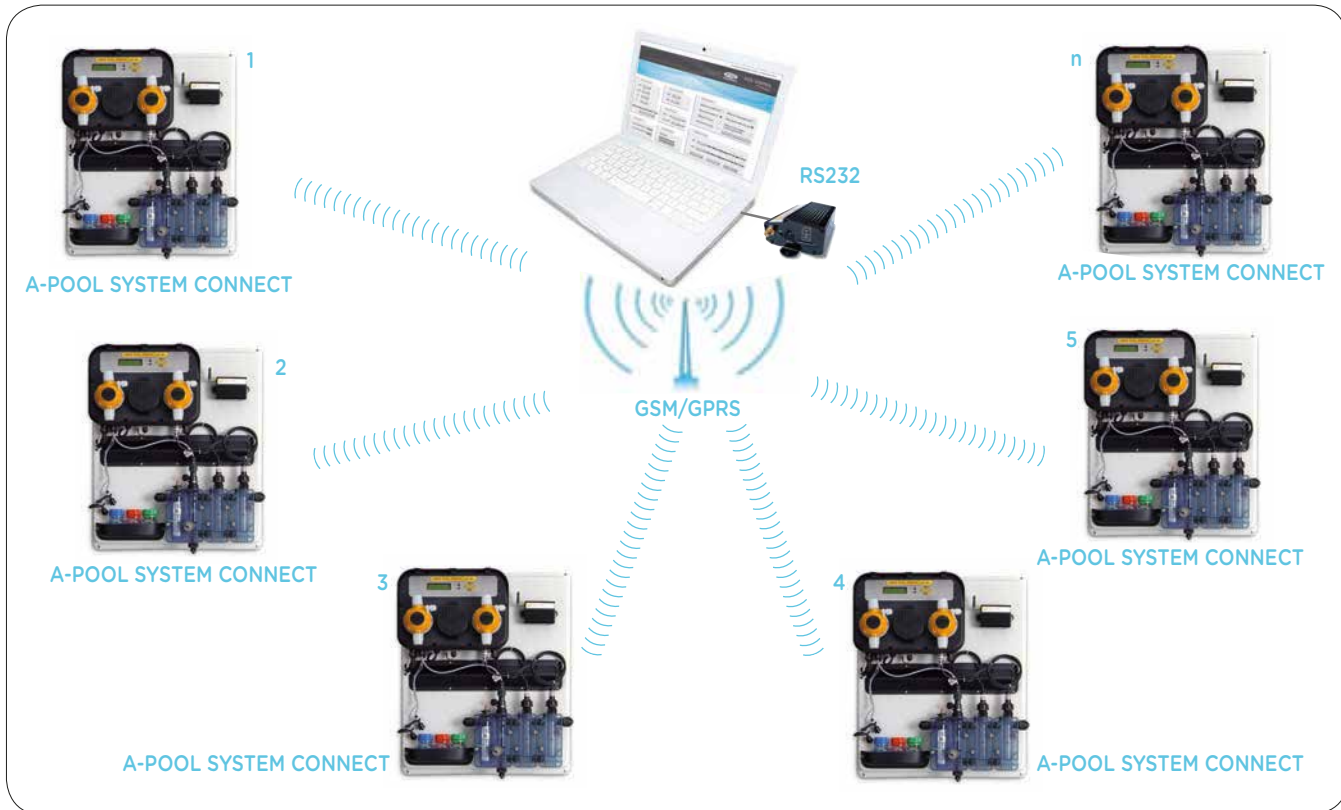 1
n
RS232
A-POOL SYSTEM CONNECT
A-POOL SYSTEM CONNECT
2
5
GSM/GPRS
A-POOL SYSTEM CONNECT
A-POOL SYSTEM CONNECT
3
4
A-POOL SYSTEM CONNECT
A-POOL SYSTEM CONNECT